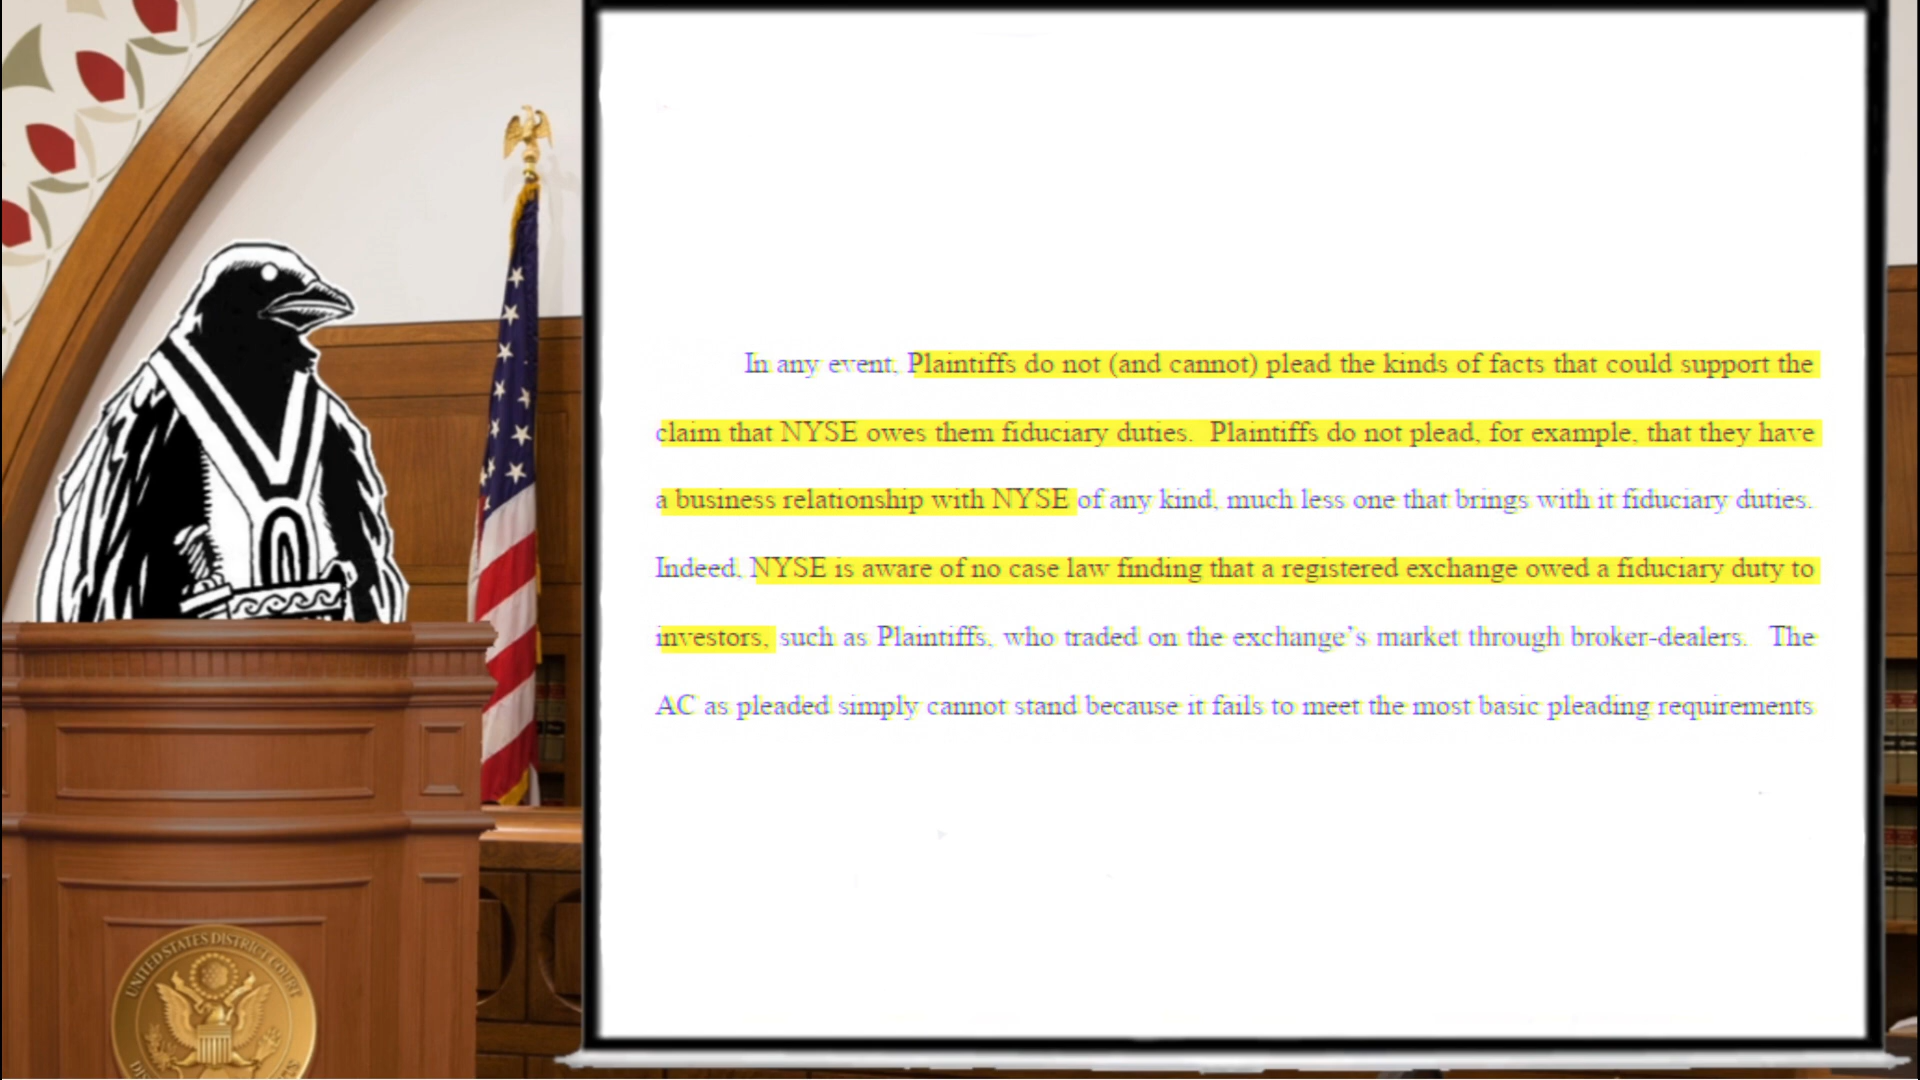 In any event, Plaintiffs do not (and cannot) plead the kinds of facts that could support the
claim that NYSE owes them fiduciary duties. Plaintiffs do not plead, for example, that they have
a business relationship with NYSE of any kind, much less one that brings with it fiduciary duties.
Indeed, NYSE is aware of no case law finding that a registered exchange owed a fiduciary duty to
investors, such as Plaintiffs, who traded on the exchange’s market through broker-dealers. The
AC as pleaded simply cannot stand because it fails to meet the most basic pleading requirements
UNITED STATES DISTRICT COURT